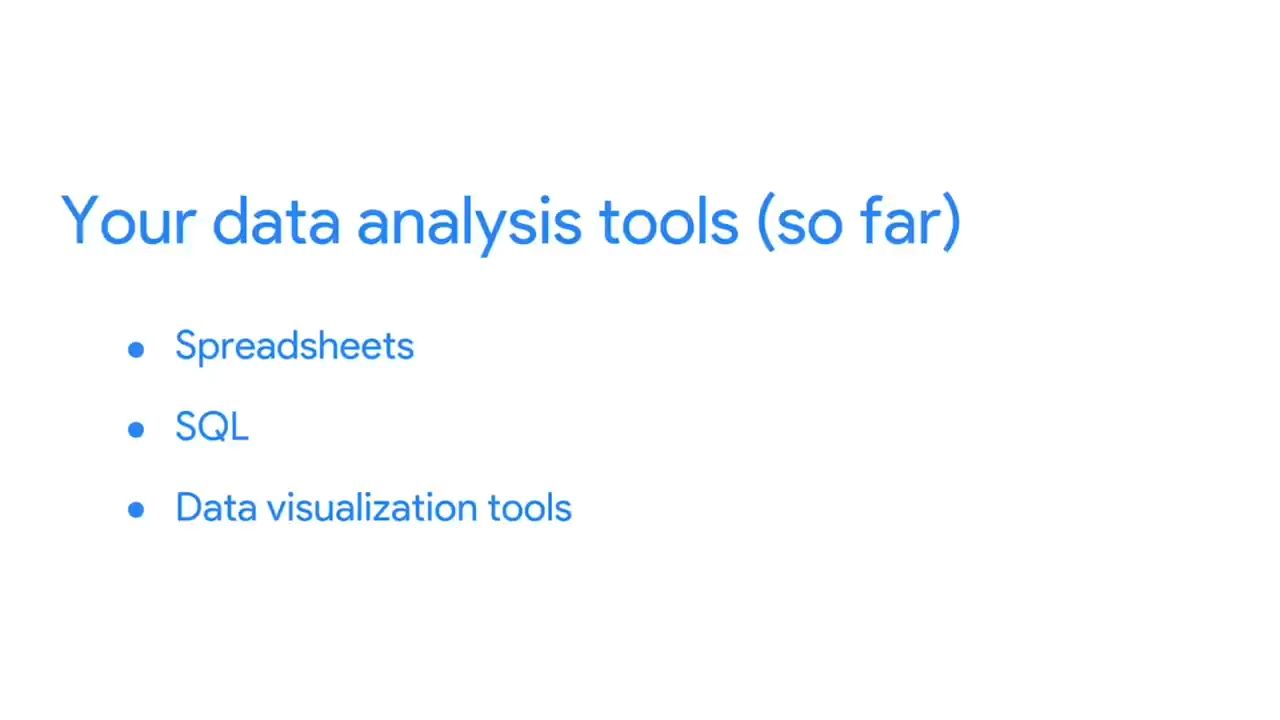 Your data analysis tools (so far)
● Spreadsheets
● SQL
● Data visualization tools